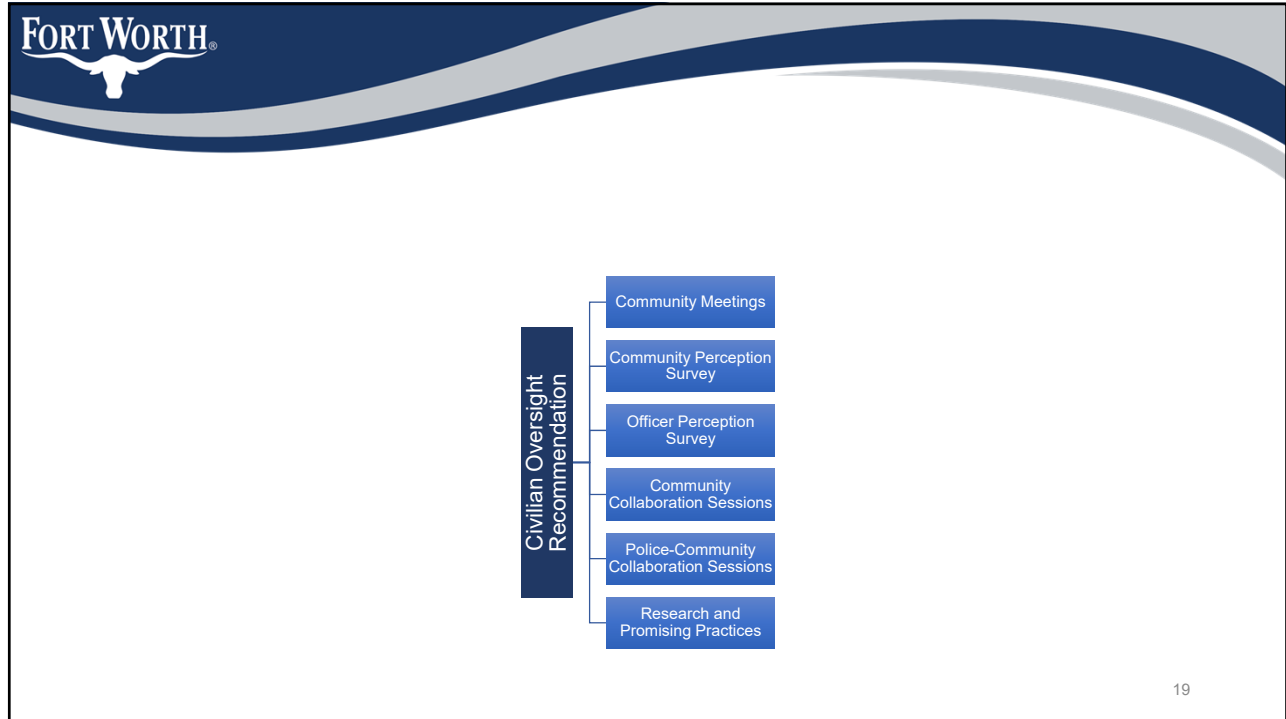 FORT WORTH®
Civilian Oversight
Recommendation
Community Meetings
Community Perception
Survey
Officer Perception
Survey
Community
Collaboration Sessions
Police-Community
Collaboration Sessions
Research and
Promising Practices
19